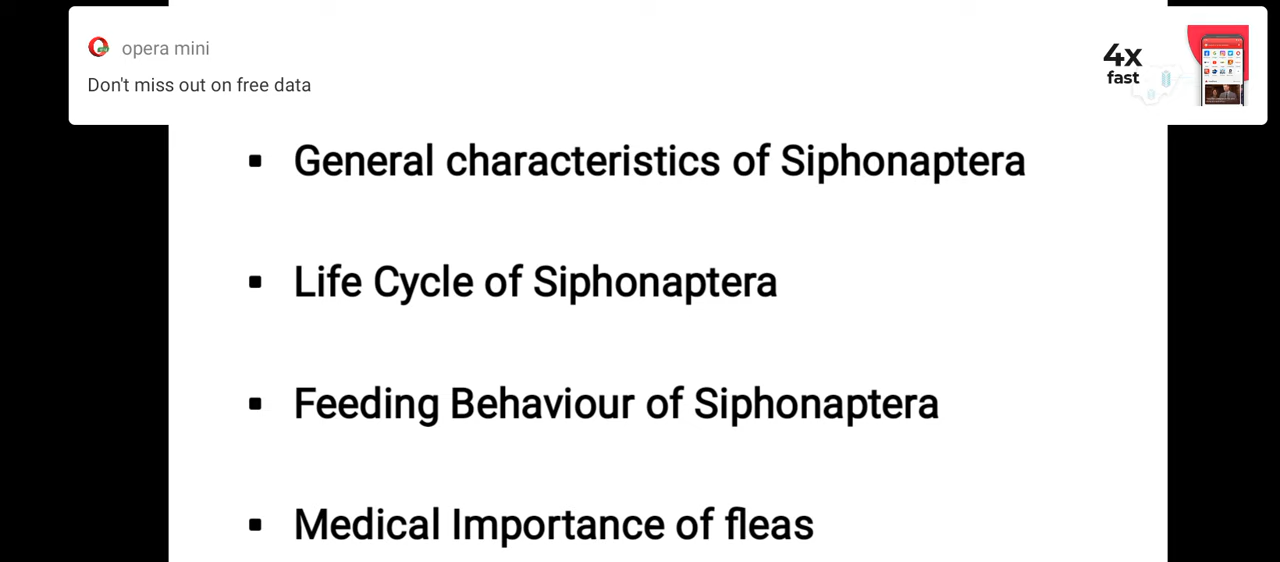 opera mini
Don't miss out on free data
4x
fast
▪ General characteristics of Siphonaptera
▪ Life Cycle of Siphonaptera
▪ Feeding Behaviour of Siphonaptera
▪ Medical Importance of fleas